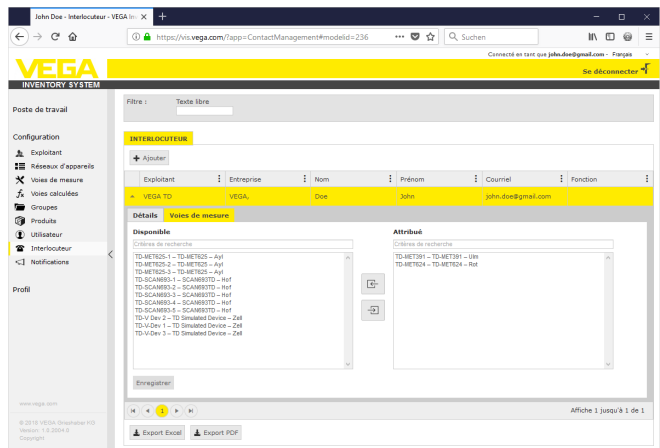 John Doe - Interlocuteur - VEGA In
https://vis.vega.com/?app=ContactManagement#modelid=236
Suchen
Connecté en tant que john.doe@gmail.com - Français
Se déconnecter
VEGA
INVENTORY SYSTEM
Poste de travail
Configuration
Exploitant
Réseaux d'appareils
Voies de mesure
Voies calculées
Groupes
Produits
Utilisateur
Interlocuteur
Notifications
Profil
www.vega.com
© 2018 VEGA Grieshaber KG
Version: 1.0.2004.0
Copyright
Filtre :
Texte libre
INTERLOCUTEUR
Ajouter
Exploitant Entreprise Nom Prénom Courriel Fonction
VEGA TD VEGA, Doe John john.doe@gmail.com
Détails Voies de mesure
Disponible
Critères de recherche
TD-MET625-1 – TD-MET625 – Ayl
TD-MET625-2 – TD-MET625 – Ayl
TD-MET625-3 – TD-MET625 – Ayl
TD-SCAN693-1 – SCAN693TD – Hof
TD-SCAN693-2 – SCAN693TD – Hof
TD-SCAN693-3 – SCAN693TD – Hof
TD-SCAN693-4 – SCAN693TD – Hof
TD-SCAN693-5 – SCAN693TD – Hof
TD-V Dev 2 – TD Simulated Device – Zell
TD-V-Dev 1 – TD Simulated Device – Zell
TD-V-Dev 3 – TD Simulated Device – Zell
Attribué
Critères de recherche
TD-MET391 – TD-MET391 – Ulm
TD-MET624 – TD-MET624 – Rot
Enregistrer
1
Affiche 1 jusqu'à 1 de 1
Export Excel
Export PDF